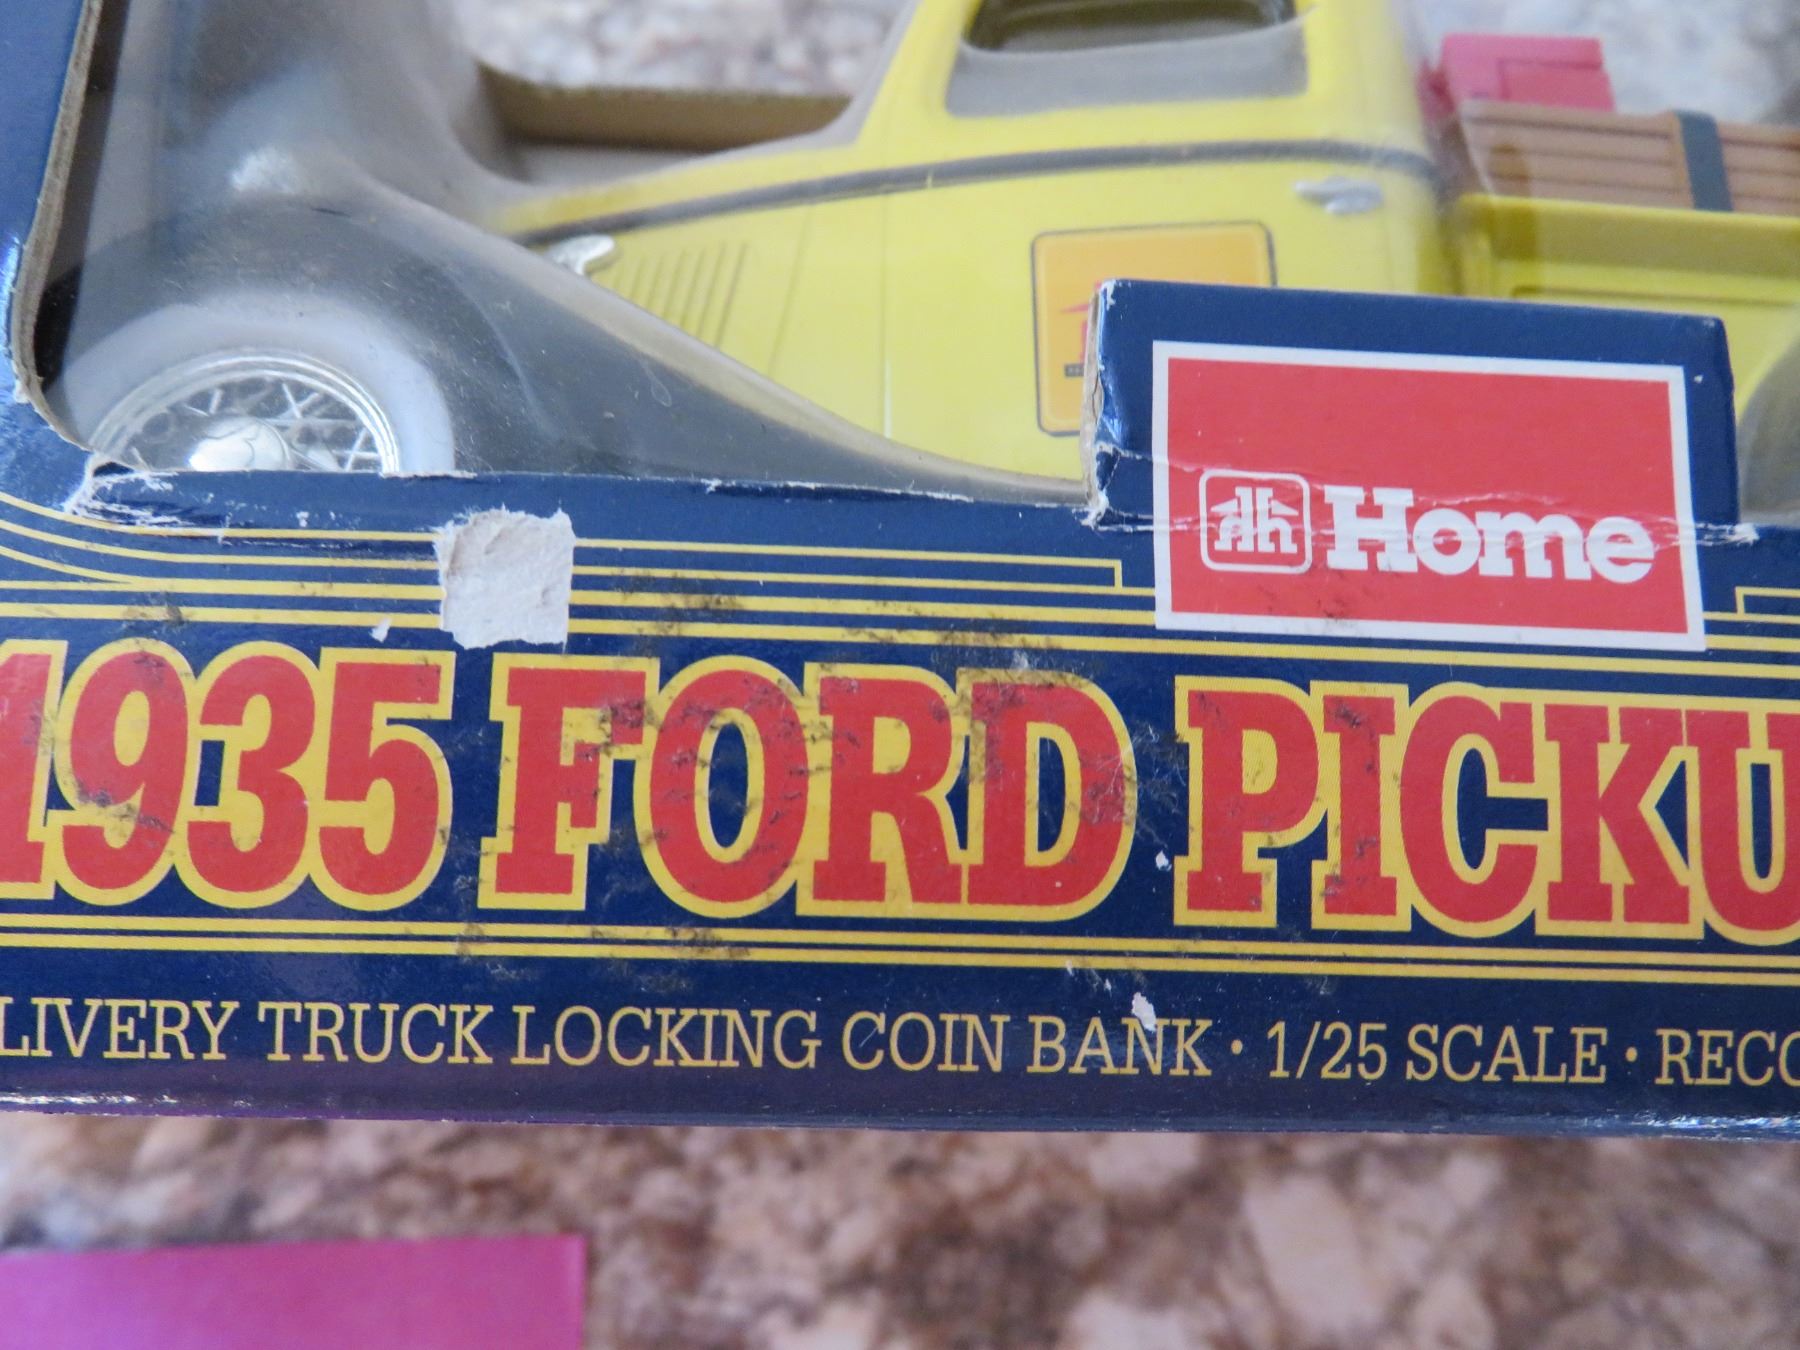 Home
1935 FORD PICKU
LIVERY TRUCK LOCKING COIN BANK · 1/25 SCALE · RECO